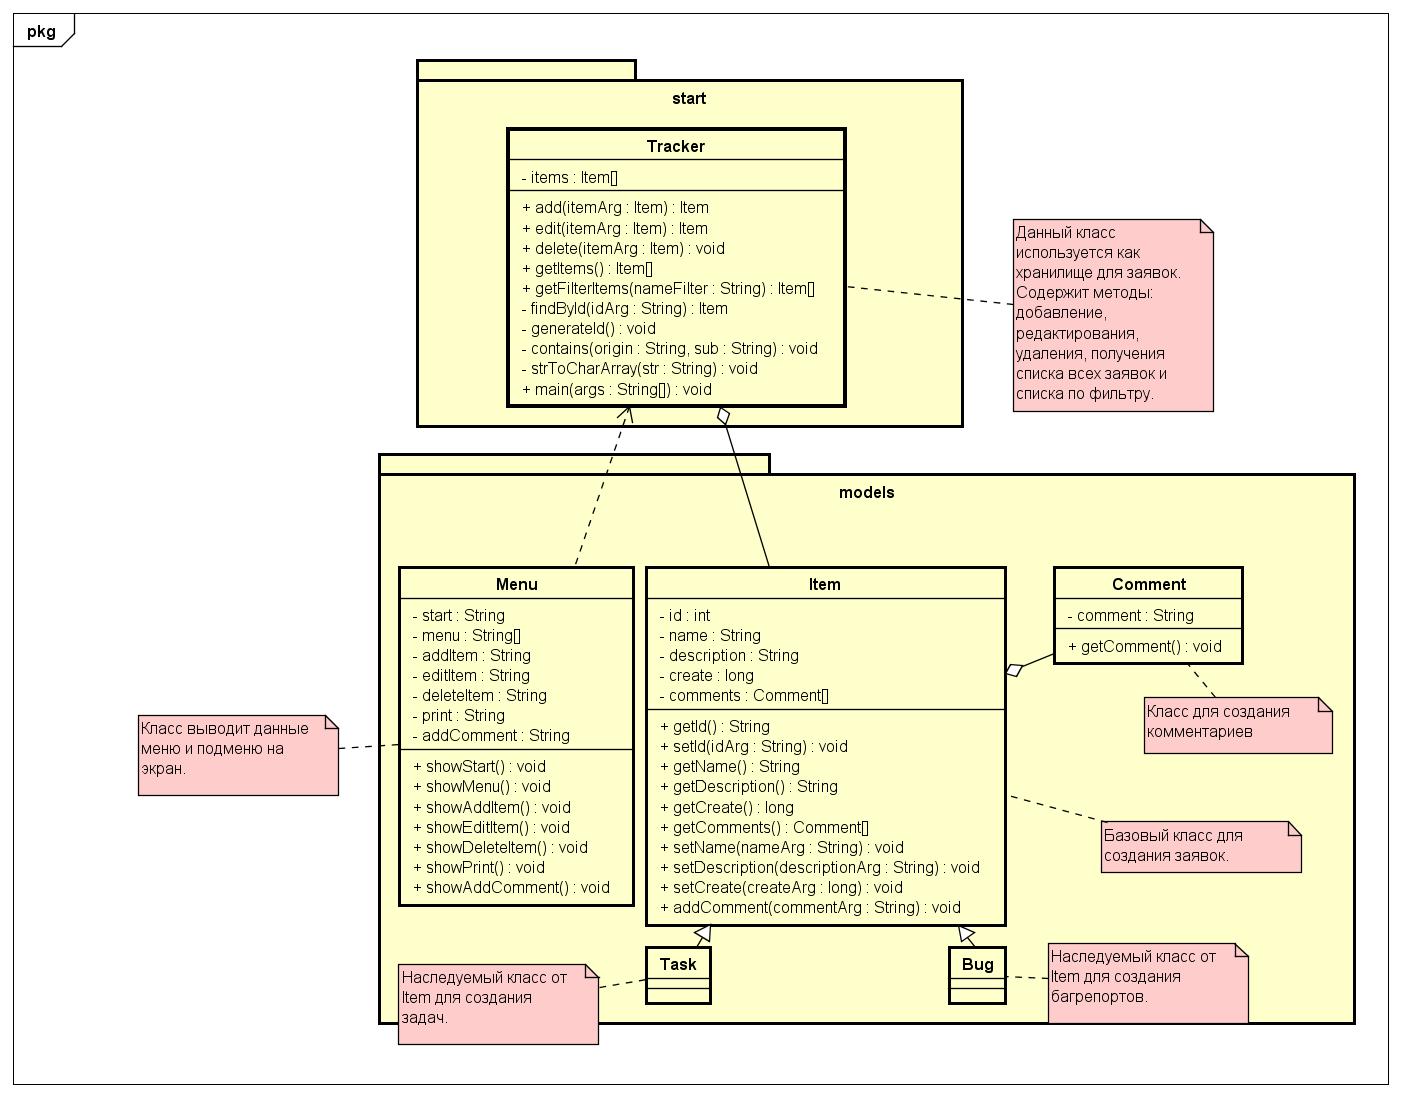 pkg
start
Tracker
- items : Item[]
+ add(itemArg : Item) : Item
+ edit(itemArg : Item) : Item
+ delete(itemArg : Item) : void
+ getItems() : Item[]
+ getFilterItems(nameFilter : String) : Item[]
- findById(idArg : String) : Item
- generateId() : void
- contains(origin : String, sub : String) : void
- strToCharArray(str : String) : void
+ main(args : String[]) : void
Данный класс
используется как
хранилище для заявок.
Содержит методы:
добавление,
редактирования,
удаления, получения
списка всех заявок и
списка по фильтру.
models
Menu
- start : String
- menu : String[]
- addItem : String
- editItem : String
- deleteItem : String
- print : String
- addComment : String
+ showStart() : void
+ showMenu() : void
+ showAddItem() : void
+ showEditItem() : void
+ showDeleteItem() : void
+ showPrint() : void
+ showAddComment() : void
Item
- id : int
- name : String
- description : String
- create : long
- comments : Comment[]
+ getId() : String
+ setId(idArg : String) : void
+ getName() : String
+ getDescription() : String
+ getCreate() : long
+ getComments() : Comment[]
+ setName(nameArg : String) : void
+ setDescription(descriptionArg : String) : void
+ setCreate(createArg : long) : void
+ addComment(commentArg : String) : void
Comment
- comment : String
+ getComment() : void
Класс для создания
комментариев
Класс выводит данные
меню и подменю на
экран.
Базовый класс для
создания заявок.
Task
Bug
Наследуемый класс от
Item для создания
задач.
Наследуемый класс от
Item для создания
багрепортов.